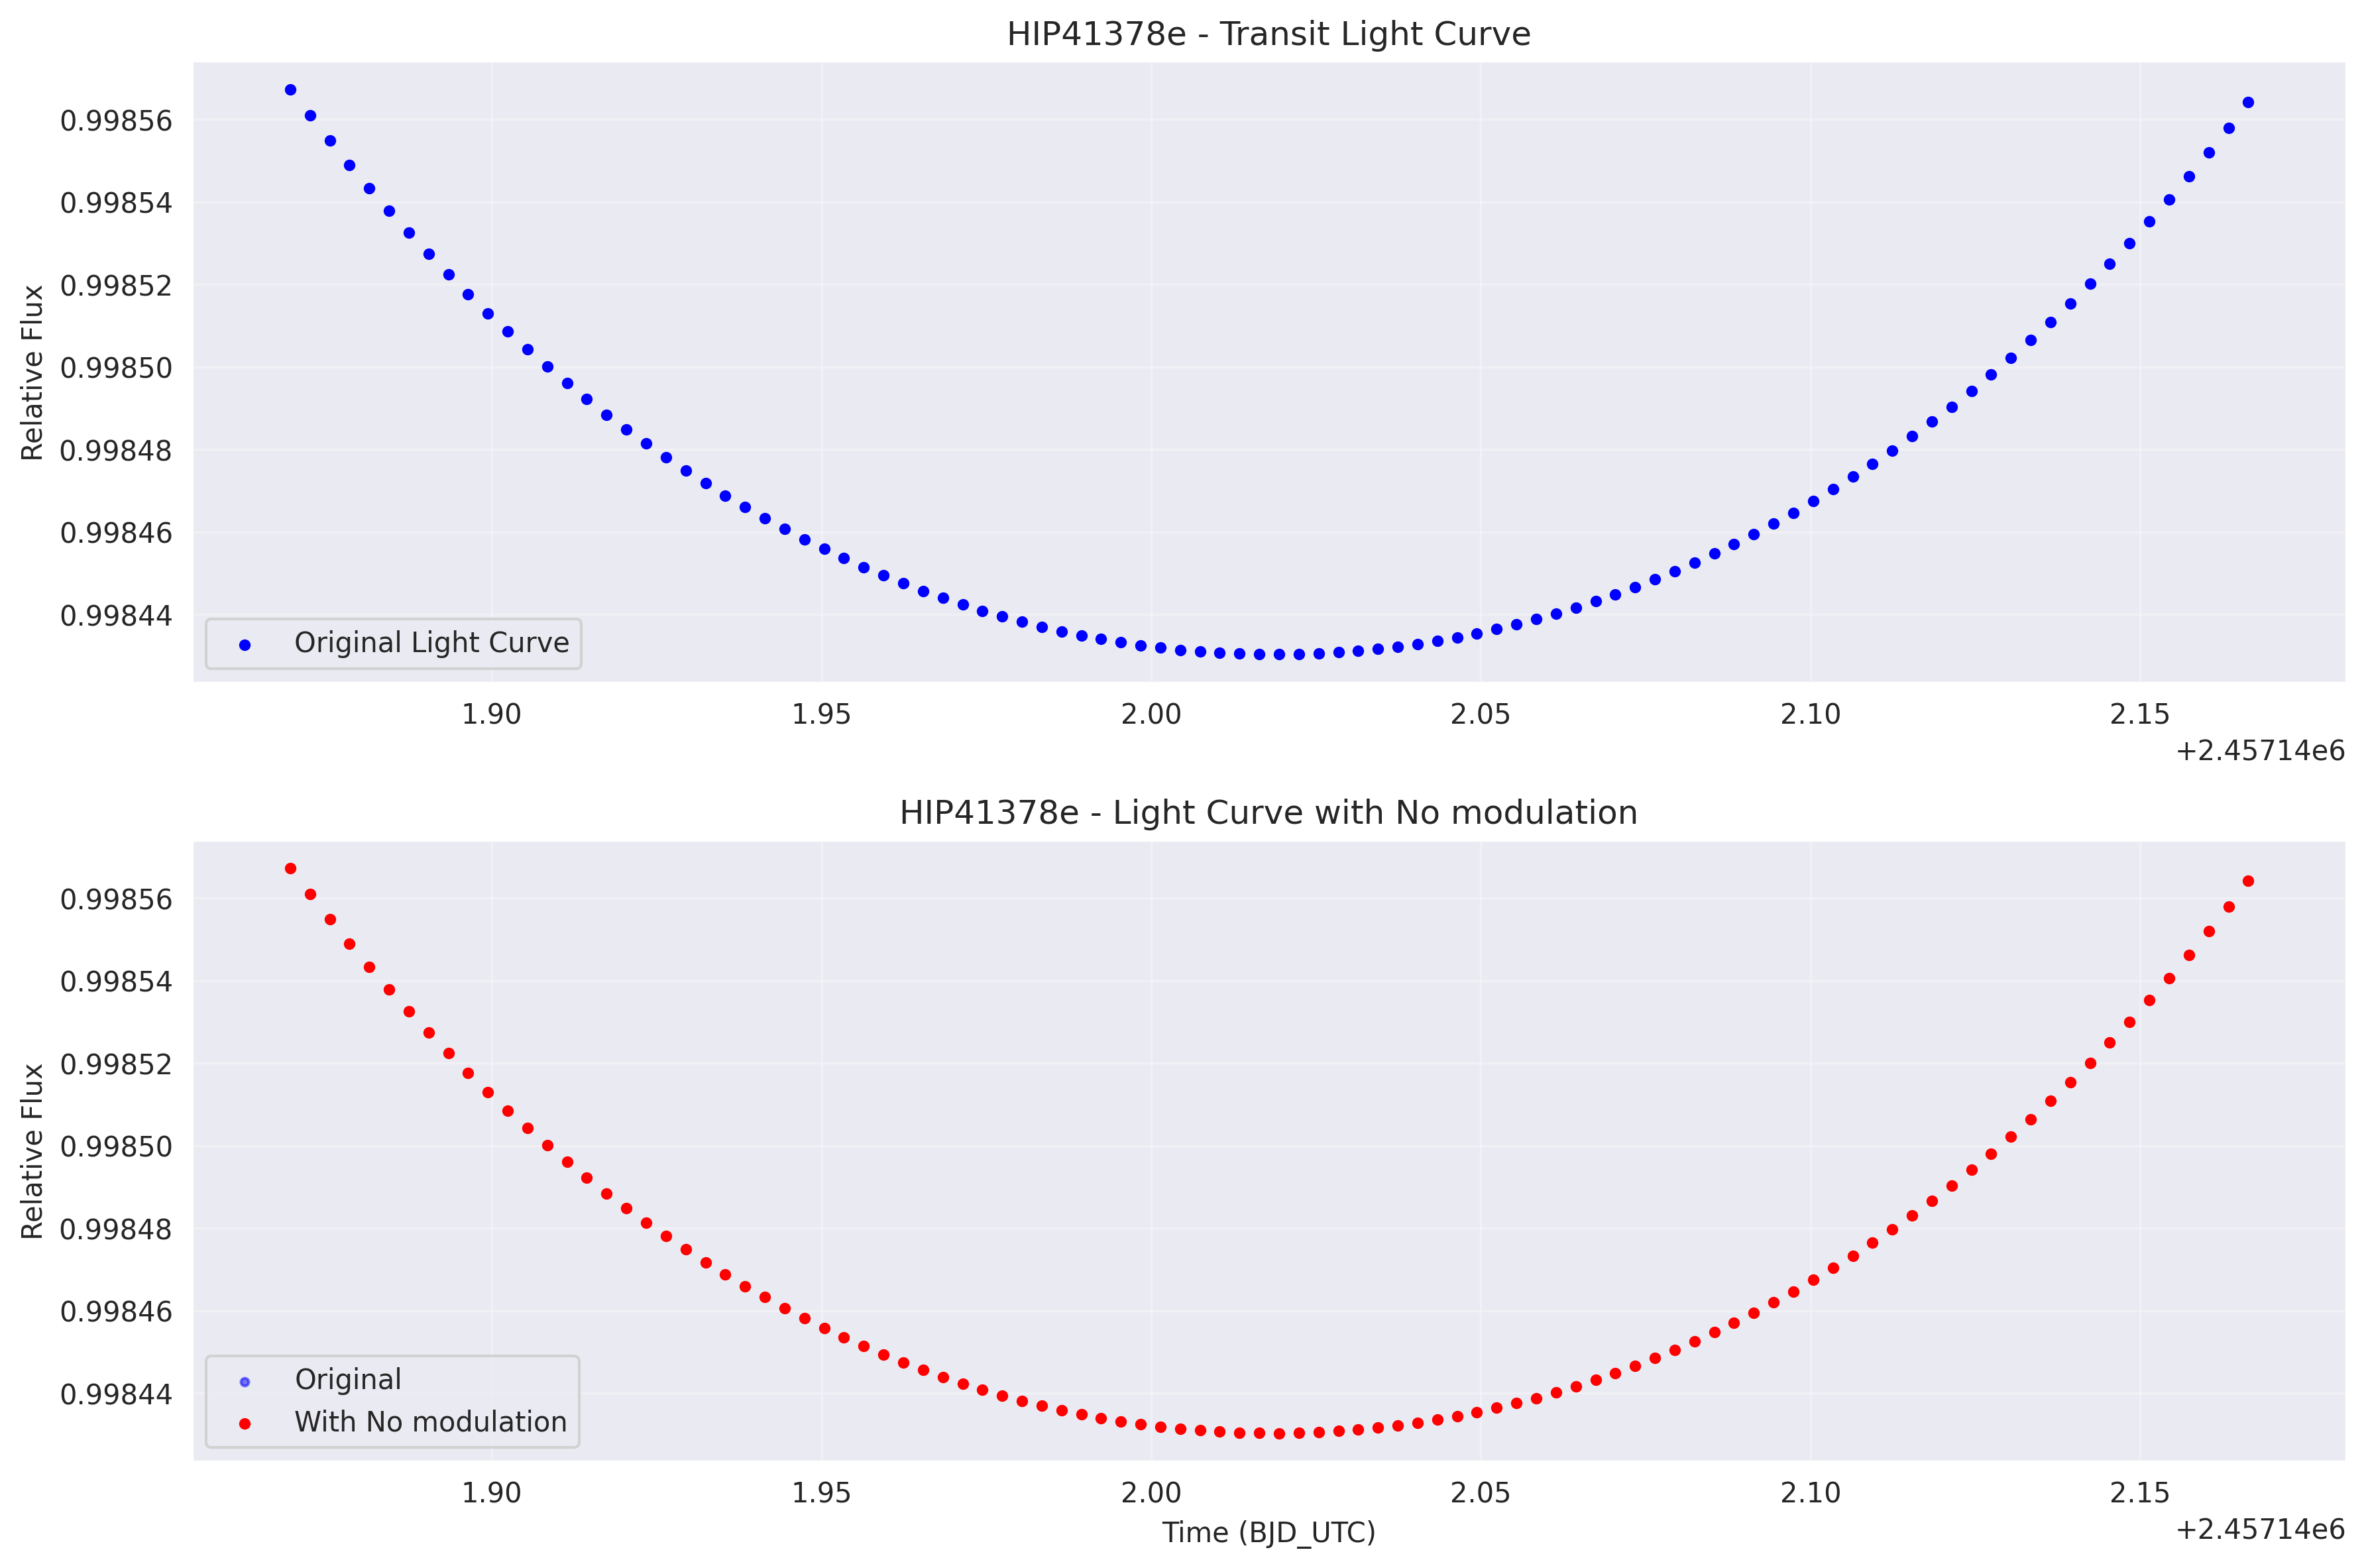 HIP41378e - Transit Light Curve
Relative Flux
0.99856
0.99854
0.99852
0.99850
0.99848
0.99846
0.99844
Original Light Curve
1.90 1.95 2.00 2.05 2.10 2.15
+2.45714e6
HIP41378e - Light Curve with No modulation
Relative Flux
0.99856
0.99854
0.99852
0.99850
0.99848
0.99846
0.99844
Original
With No modulation
1.90 1.95 2.00 2.05 2.10 2.15
+2.45714e6
Time (BJD_UTC)